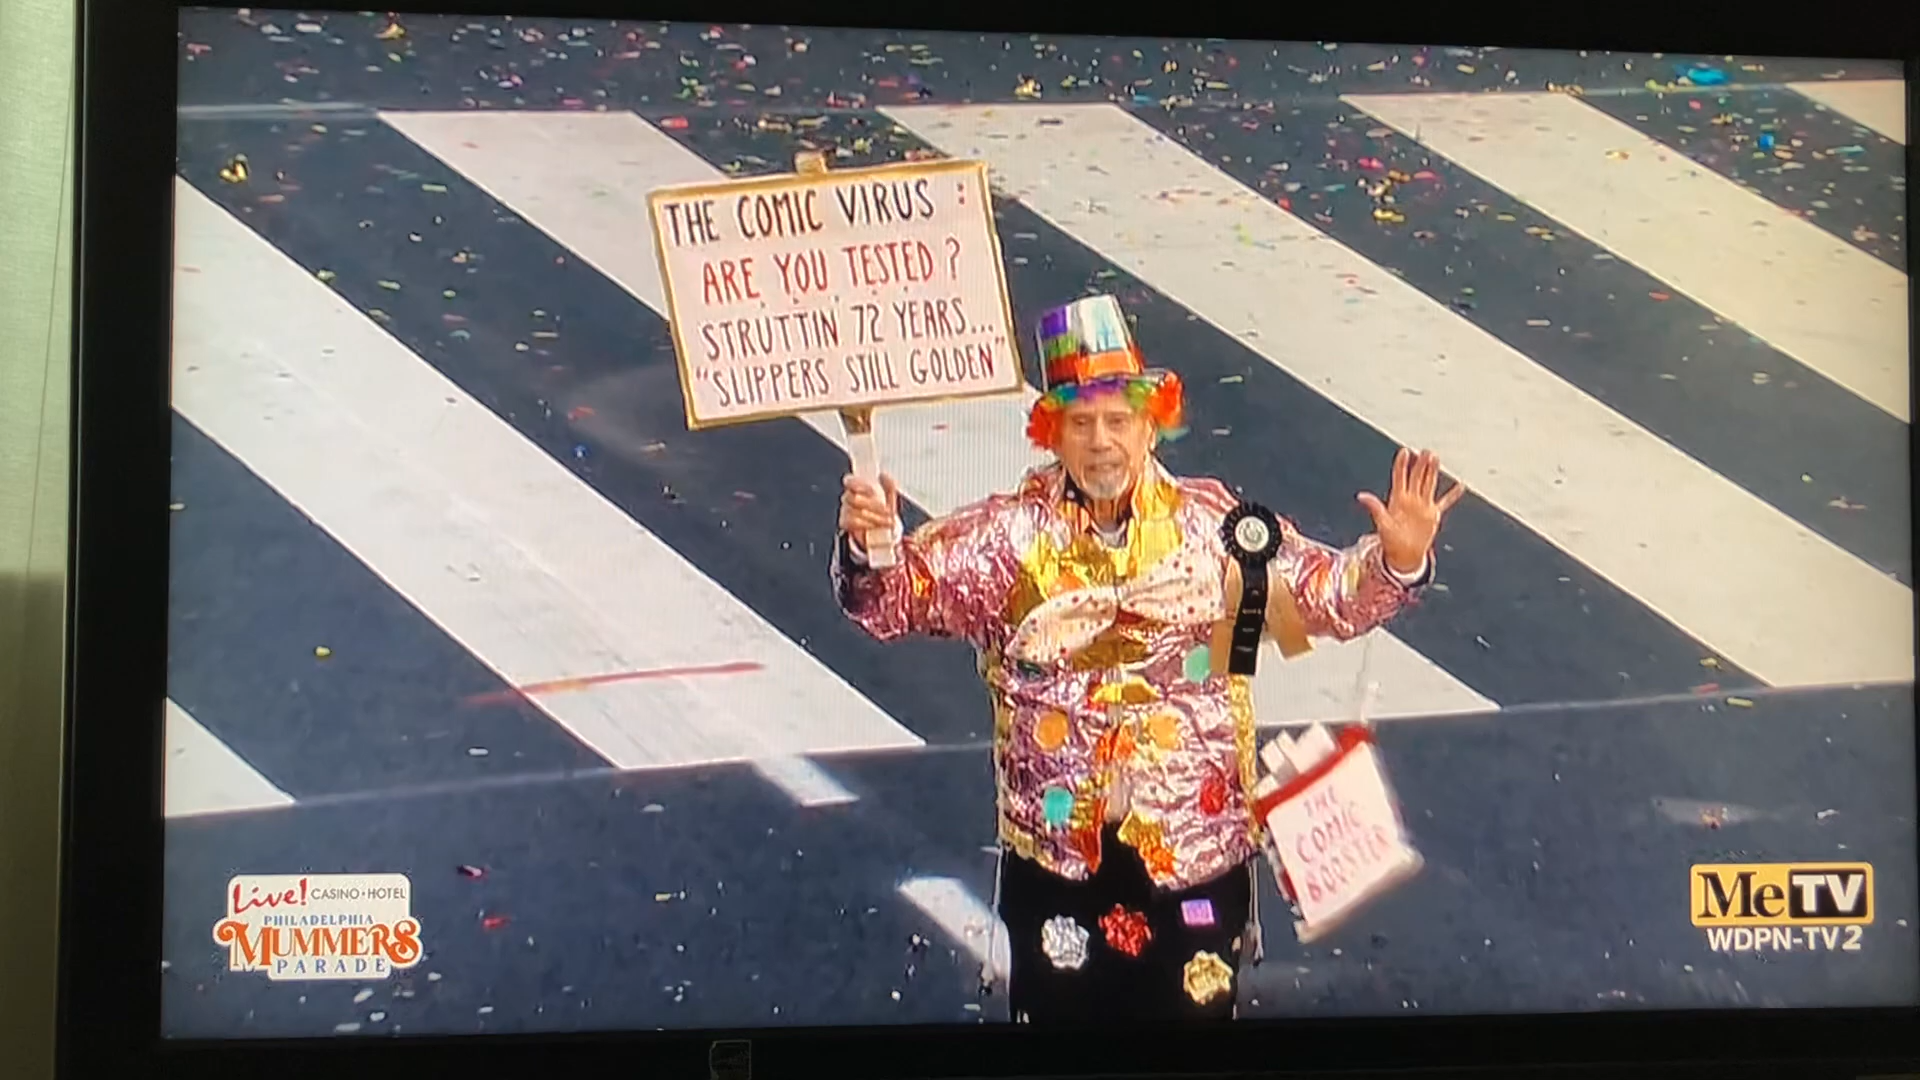 THE COMIC VIRUS :
ARE YOU TESTED ?
STRUTTIN 72 YEARS...
"SLIPPERS STILL GOLDEN"
THE
COMIC
BOOSTER
Live! CASINO•HOTEL
PHILADELPHIA
MUMMERS
PARADE
MeTV
WDPN-TV2